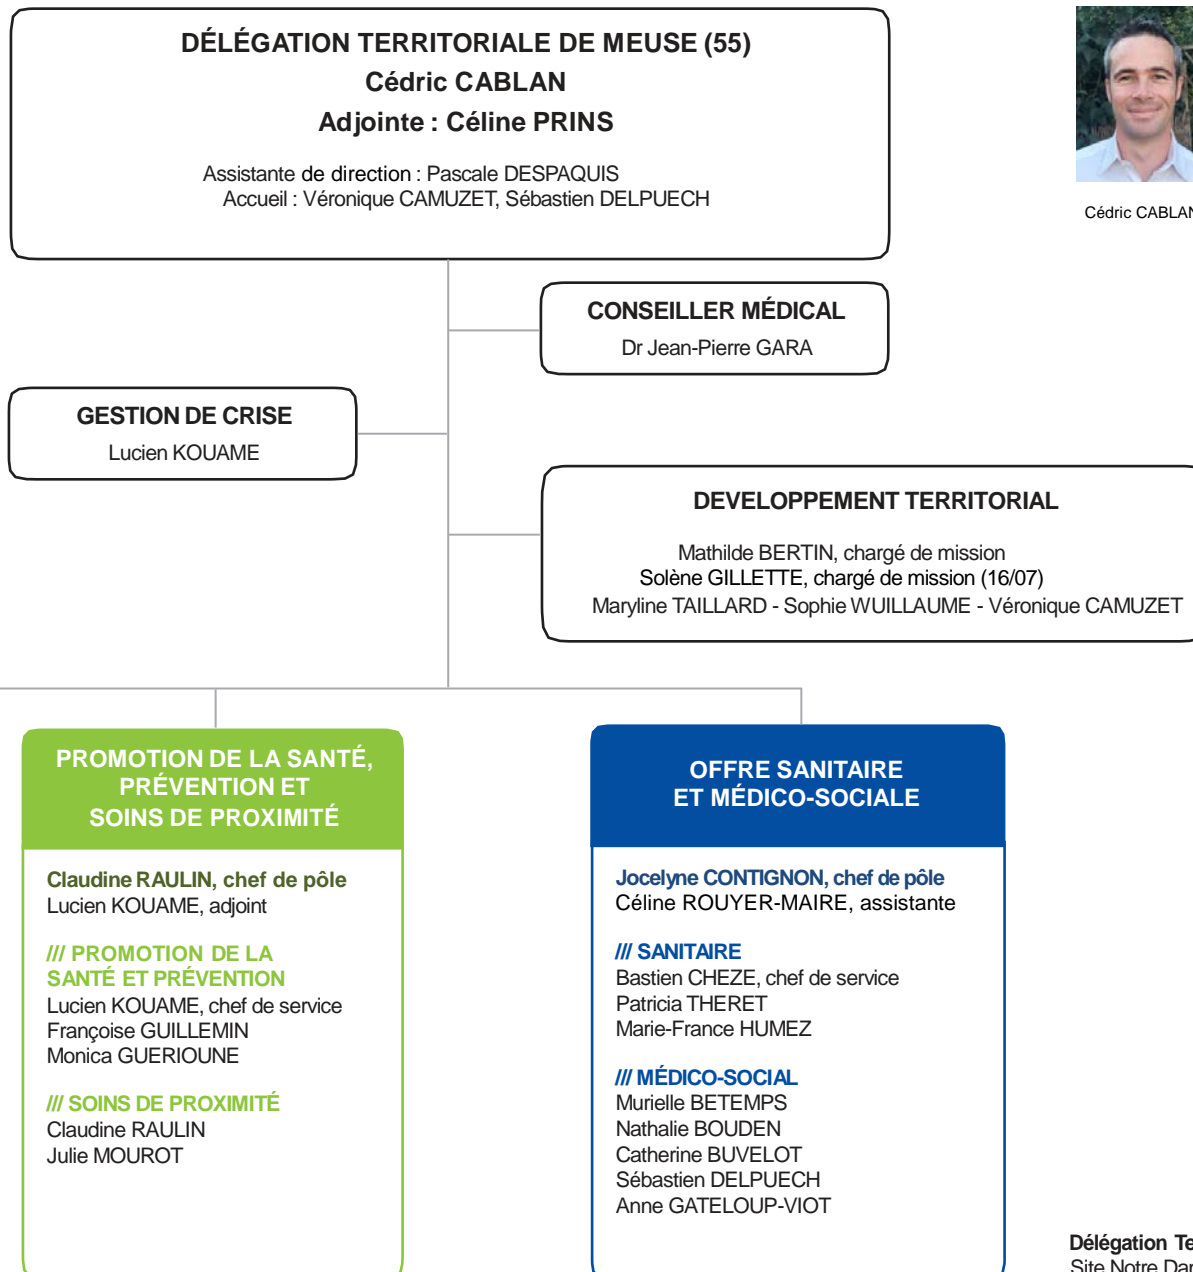 DÉLÉGATION TERRITORIALE DE MEUSE (55)
Cédric CABLAN
Adjointe : Céline PRINS
Assistante de direction : Pascale DESPAQUIS
Accueil : Véronique CAMUZET, Sébastien DELPUECH
Cédric CABLAN
CONSEILLER MÉDICAL
Dr Jean-Pierre GARA
GESTION DE CRISE
Lucien KOUAME
DEVELOPPEMENT TERRITORIAL
Mathilde BERTIN, chargé de mission
Solène GILLETTE, chargé de mission (16/07)
Maryline TAILLARD - Sophie WUILLAUME - Véronique CAMUZET
PROMOTION DE LA SANTÉ,
PRÉVENTION ET
SOINS DE PROXIMITÉ
Claudine RAULIN, chef de pôle
Lucien KOUAME, adjoint
/// PROMOTION DE LA
SANTÉ ET PRÉVENTION
Lucien KOUAME, chef de service
Françoise GUILLEMIN
Monica GUERIOUNE
/// SOINS DE PROXIMITÉ
Claudine RAULIN
Julie MOUROT
OFFRE SANITAIRE
ET MÉDICO-SOCIALE
Jocelyne CONTIGNON, chef de pôle
Céline ROUYER-MAIRE, assistante
/// SANITAIRE
Bastien CHEZE, chef de service
Patricia THERET
Marie-France HUMEZ
/// MÉDICO-SOCIAL
Murielle BETEMPS
Nathalie BOUDEN
Catherine BUVELOT
Sébastien DELPUECH
Anne GATELOUP-VIOT
Délégation
Site Notre